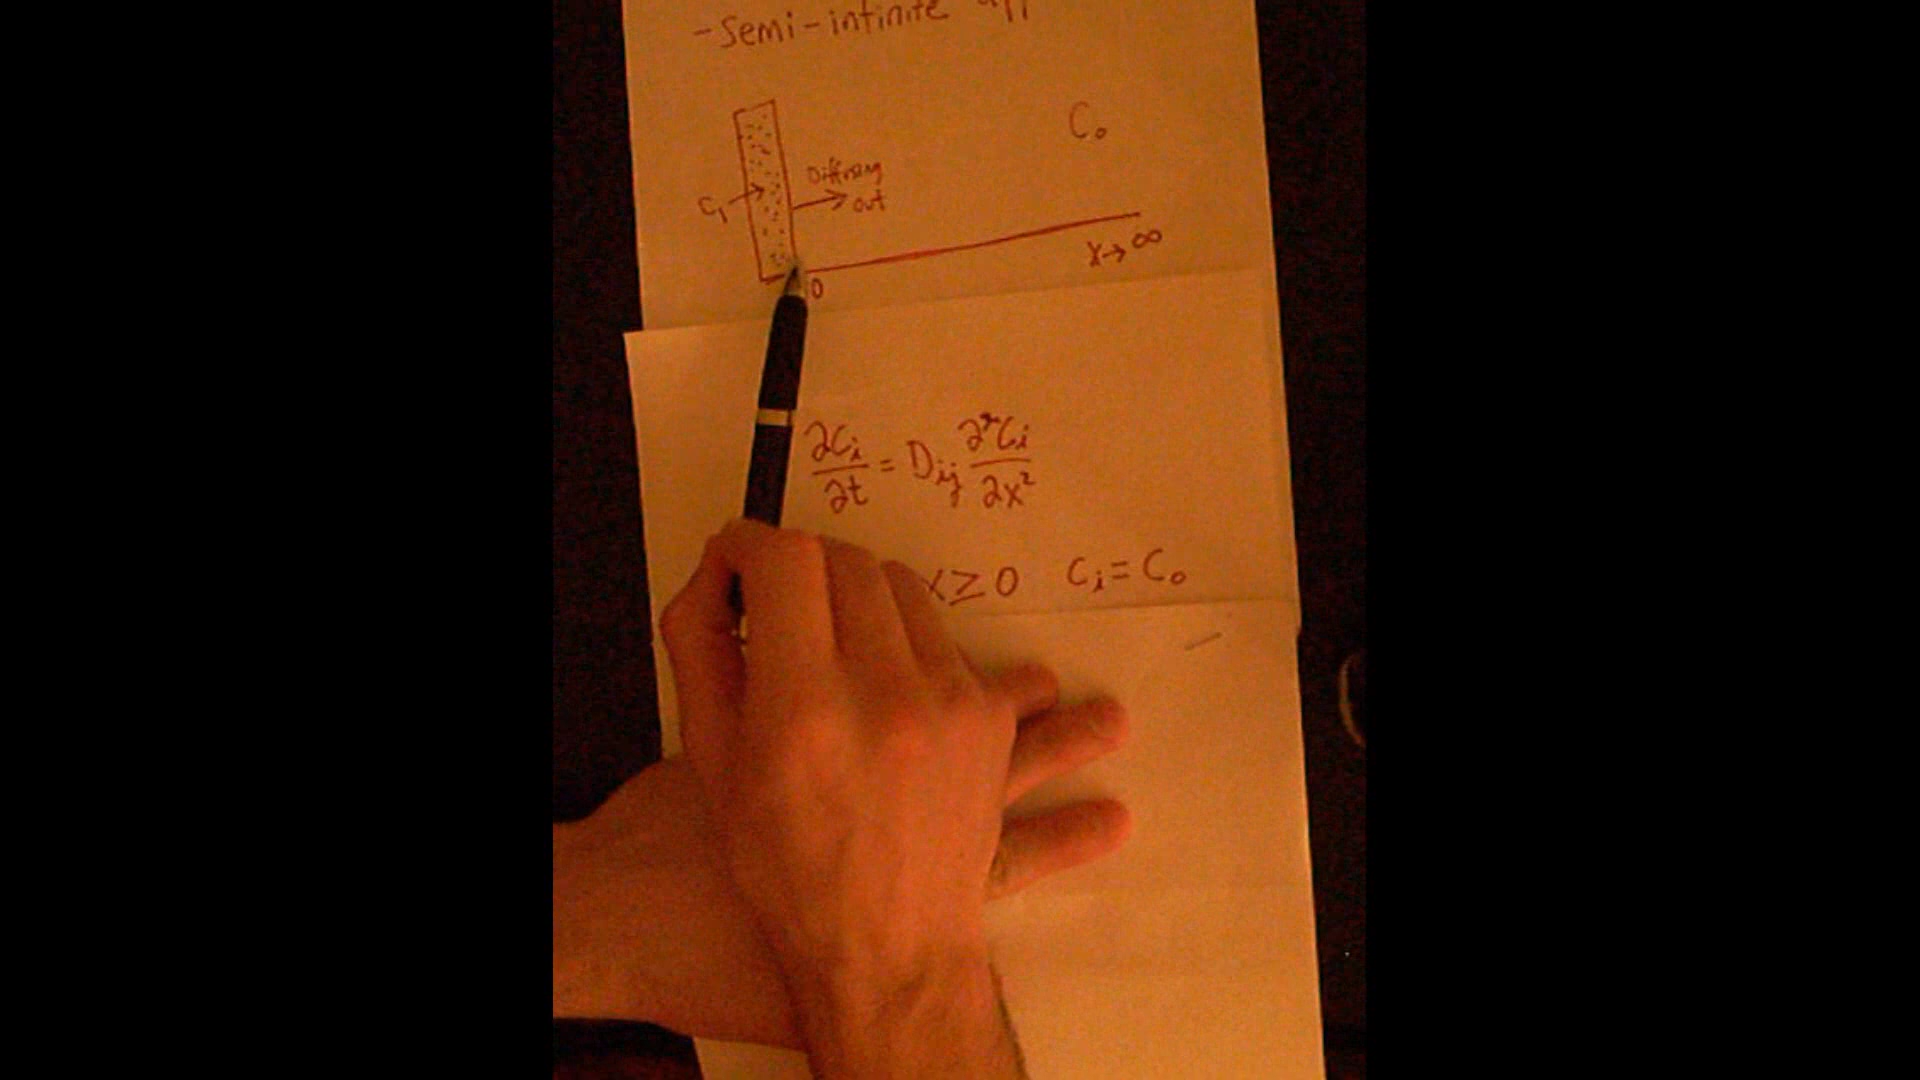 - Semi-infinite
C₀
Diffusing
C₁ → → out
0
x → ∞
∂Cᵢ/∂t = Dᵢⱼ ∂²Cᵢ/∂x²
x ≥ 0 Cᵢ = C₀